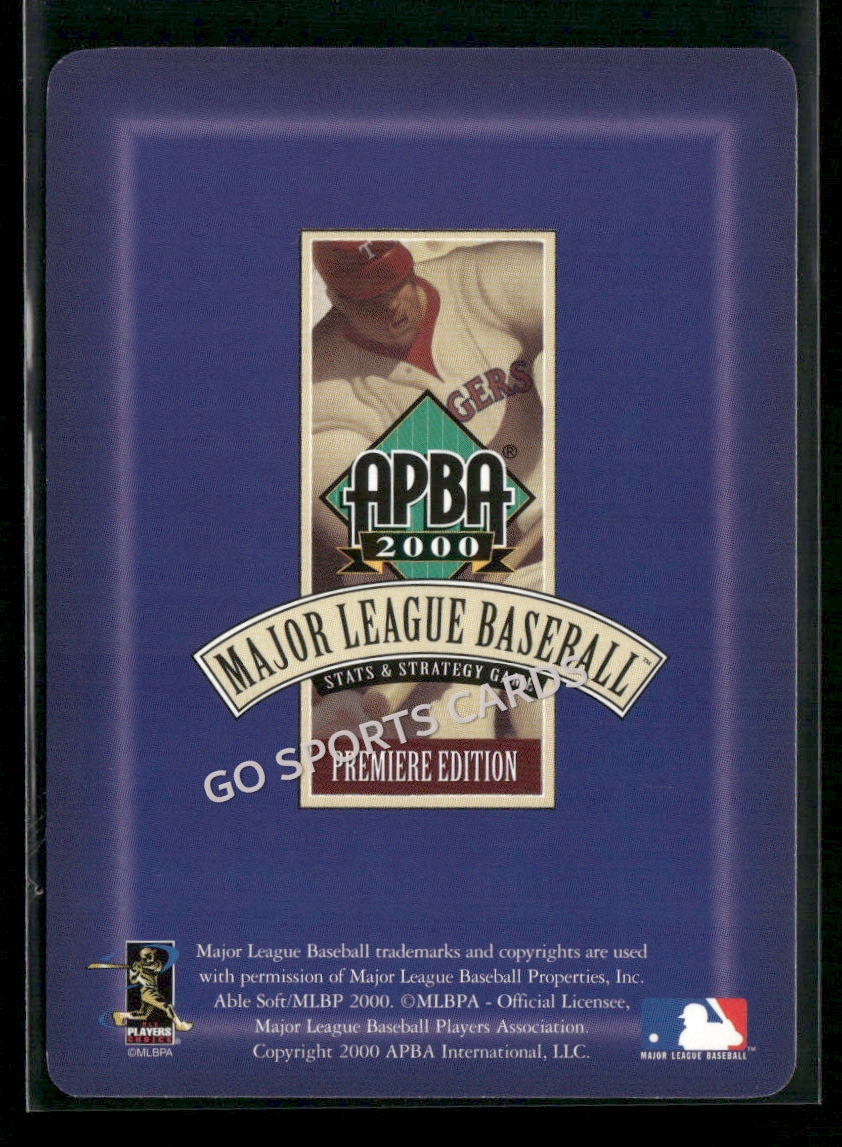 T
GERS
APBA®
2000
MAJOR LEAGUE BASEBALL™
STATS & STRATEGY GAME
GO SPORTS CARDS
PREMIERE EDITION
Major League Baseball trademarks and copyrights are used
with permission of Major League Baseball Properties, Inc.
Able Soft/MLBP 2000. ©MLBPA - Official Licensee,
Major League Baseball Players Association.
Copyright 2000 APBA International, LLC.
PLAYERS
CHOICE
©MLBPA
MAJOR LEAGUE BASEBALL™